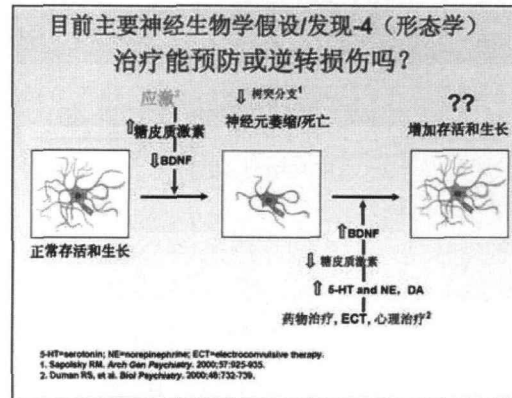 目前主要神经生物学假设/发现-4（形态学）
治疗能预防或逆转损伤吗？
应激²
⇧糖皮质激素
⇩BDNF
⇩ 树突分支¹
神经元萎缩/死亡
??
增加存活和生长
正常存活和生长
⇧BDNF
⇩ 糖皮质激素
⇧ 5-HT and NE，DA
药物治疗, ECT, 心理治疗²
5-HT=serotonin; NE=norepinephrine; ECT=electroconvulsive therapy.
1. Sapolsky RM. Arch Gen Psychiatry. 2000;57:925-935.
2. Duman RS, et al. Biol Psychiatry. 2000;48:732-739.